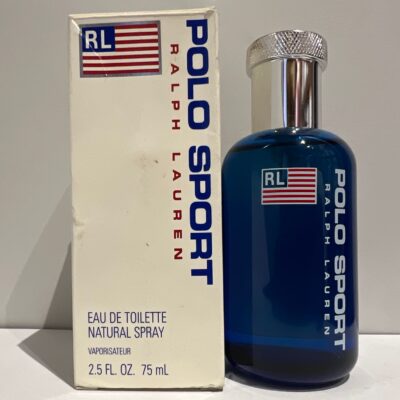 RL
POLO SPORT
RALPH LAUREN
EAU DE TOILETTE
NATURAL SPRAY
VAPORISATEUR
2.5 FL. OZ. 75 mL
RL
POLO SPORT
RALPH LAUREN